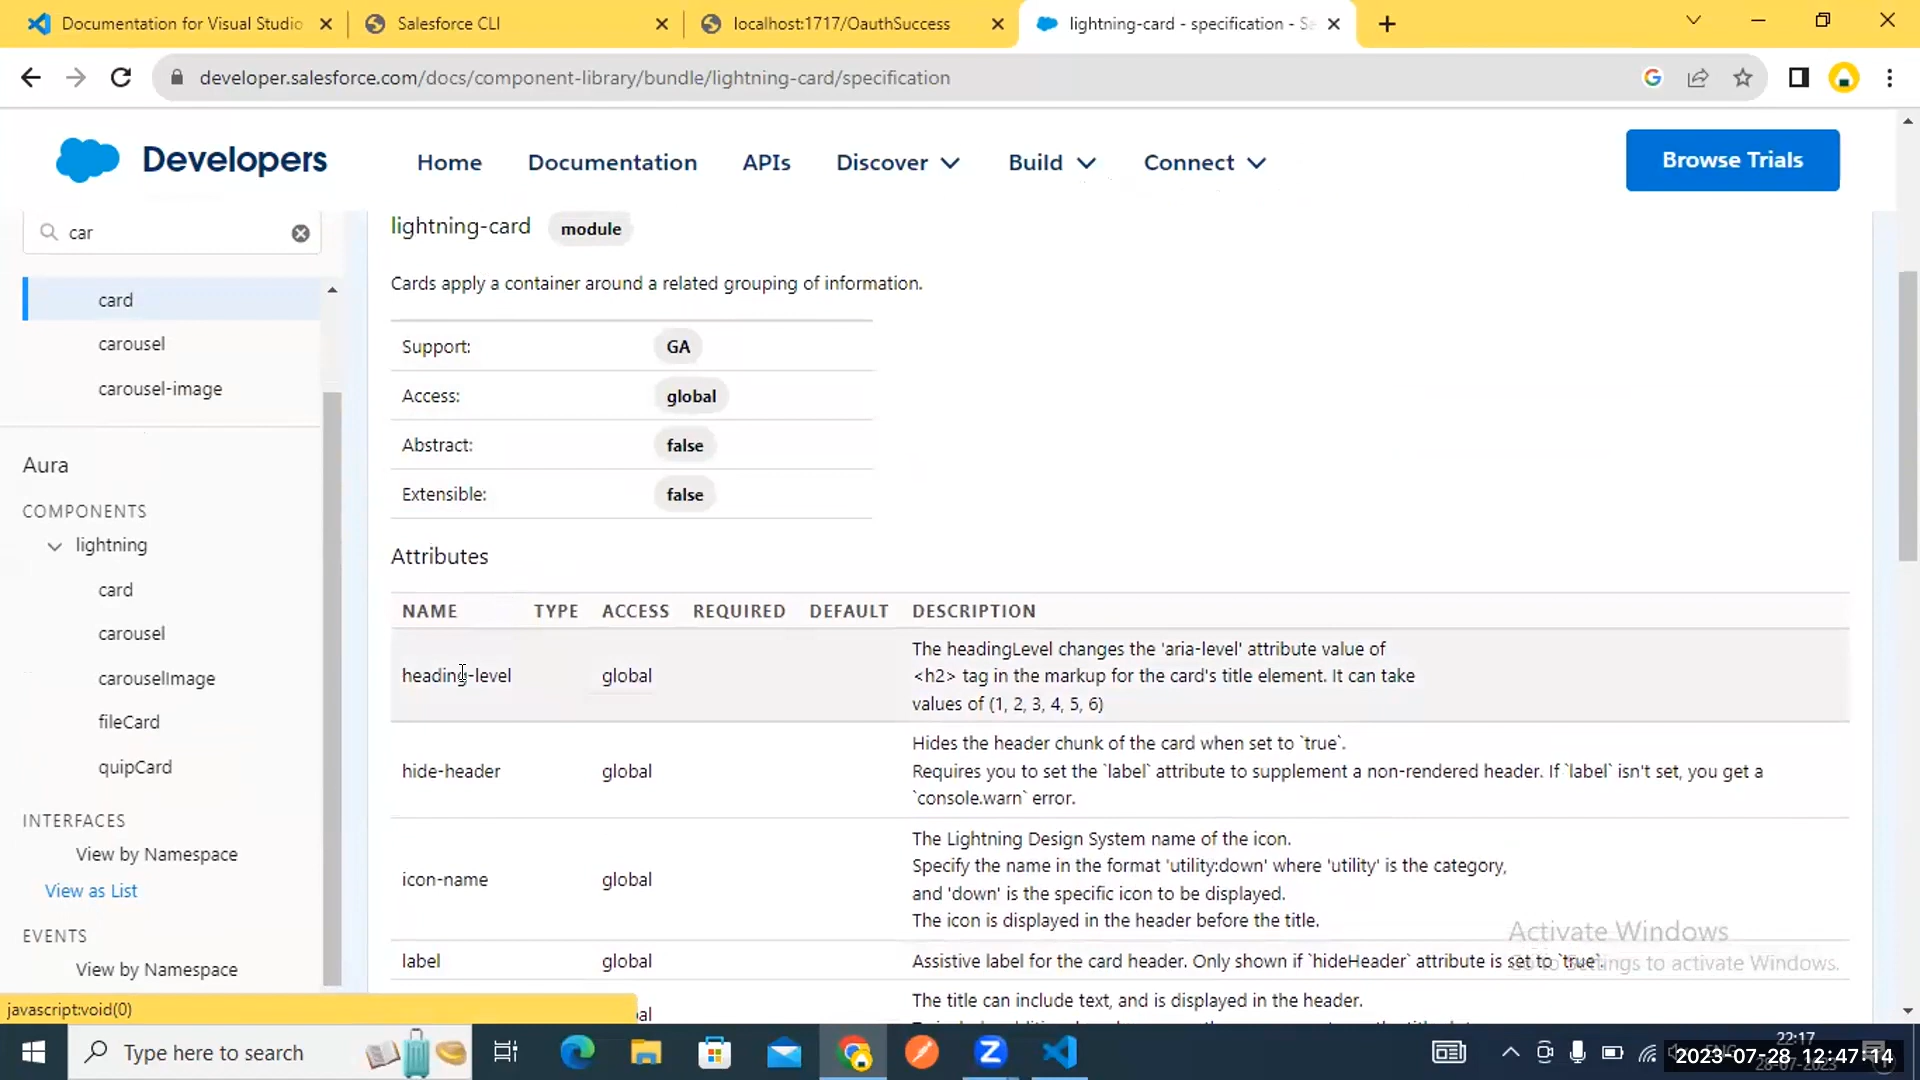 Documentation for Visual Studio
Salesforce CLI
localhost:1717/OauthSuccess
lightning-card - specification - Sa
developer.salesforce.com/docs/component-library/bundle/lightning-card/specification
Developers
Home
Documentation
APIs
Discover
Build
Connect
Browse Trials
car
card
carousel
carousel-image
Aura
COMPONENTS
lightning
card
carousel
carouselImage
fileCard
quipCard
INTERFACES
View by Namespace
View as List
EVENTS
View by Namespace
javascript:void(0)
lightning-card module
Cards apply a container around a related grouping of information.
Support: GA
Access: global
Abstract: false
Extensible: false
Attributes
NAME TYPE ACCESS REQUIRED DEFAULT DESCRIPTION
heading-level global
The headingLevel changes the 'aria-level' attribute value of
<h2> tag in the markup for the card's title element. It can take
values of (1, 2, 3, 4, 5, 6)
hide-header global
Hides the header chunk of the card when set to `true`.
Requires you to set the `label` attribute to supplement a non-rendered header. If `label` isn't set, you get a
`console.warn` error.
icon-name global
The Lightning Design System name of the icon.
Specify the name in the format 'utility:down' where 'utility' is the category,
and 'down' is the specific icon to be displayed.
The icon is displayed in the header before the title.
label global
Assistive label for the card header. Only shown if `hideHeader` attribute is set to `true`.
The title can include text, and is displayed in the header.
Activate Windows
Go to Settings to activate Windows.
Type here to search
22:17
28-07-2023
2023-07-28 12:47:14